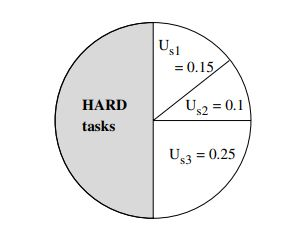 U_s1
= 0.15
HARD
tasks
U_s2 = 0.1
U_s3 = 0.25